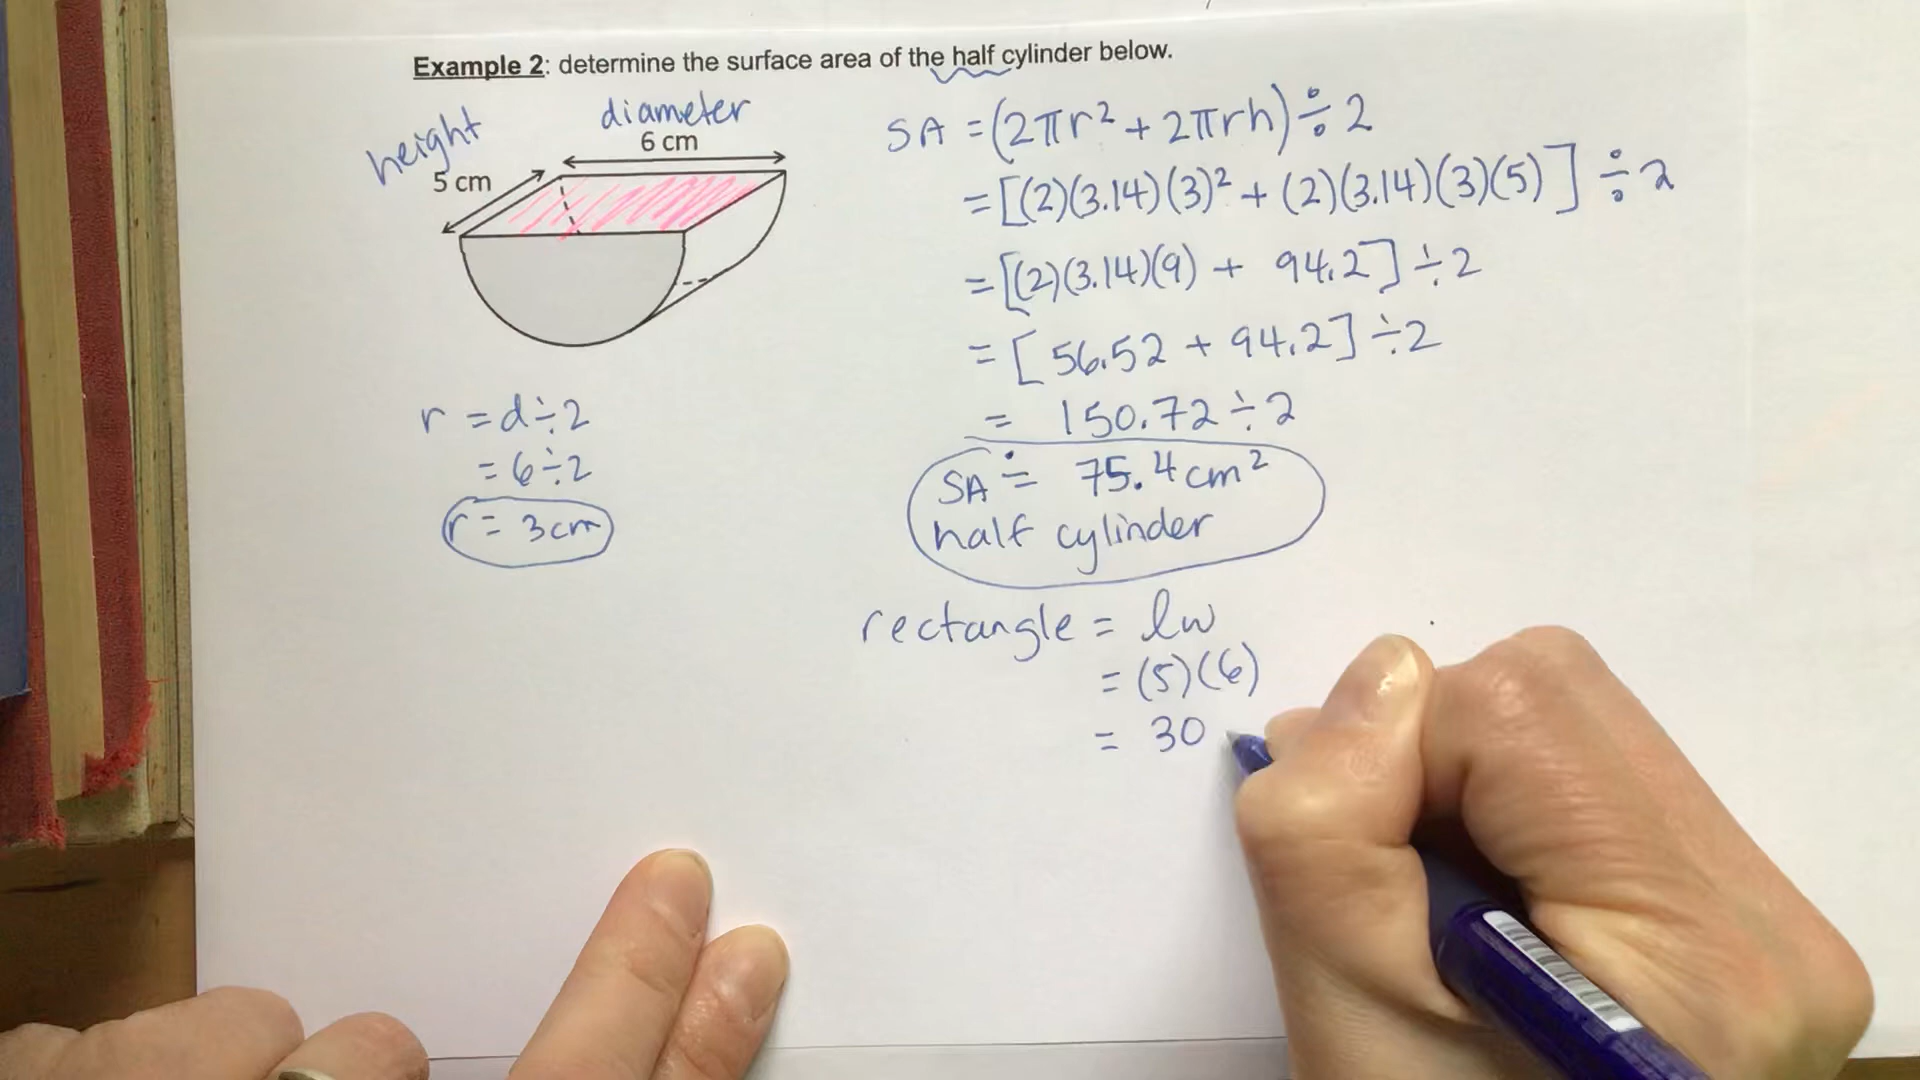 Example 2: determine the surface area of the half cylinder below.
height
diameter
6 cm
5 cm
r = d÷2
= 6÷2
r = 3cm
SA = (2πr² + 2πrh) ÷ 2
= [(2)(3.14)(3)² + (2)(3.14)(3)(5)] ÷ 2
= [(2)(3.14)(9) + 94.2] ÷ 2
= [56.52 + 94.2] ÷ 2
= 150.72 ÷ 2
SA ≐ 75.4 cm²
half cylinder
rectangle = lw
= (5)(6)
= 30